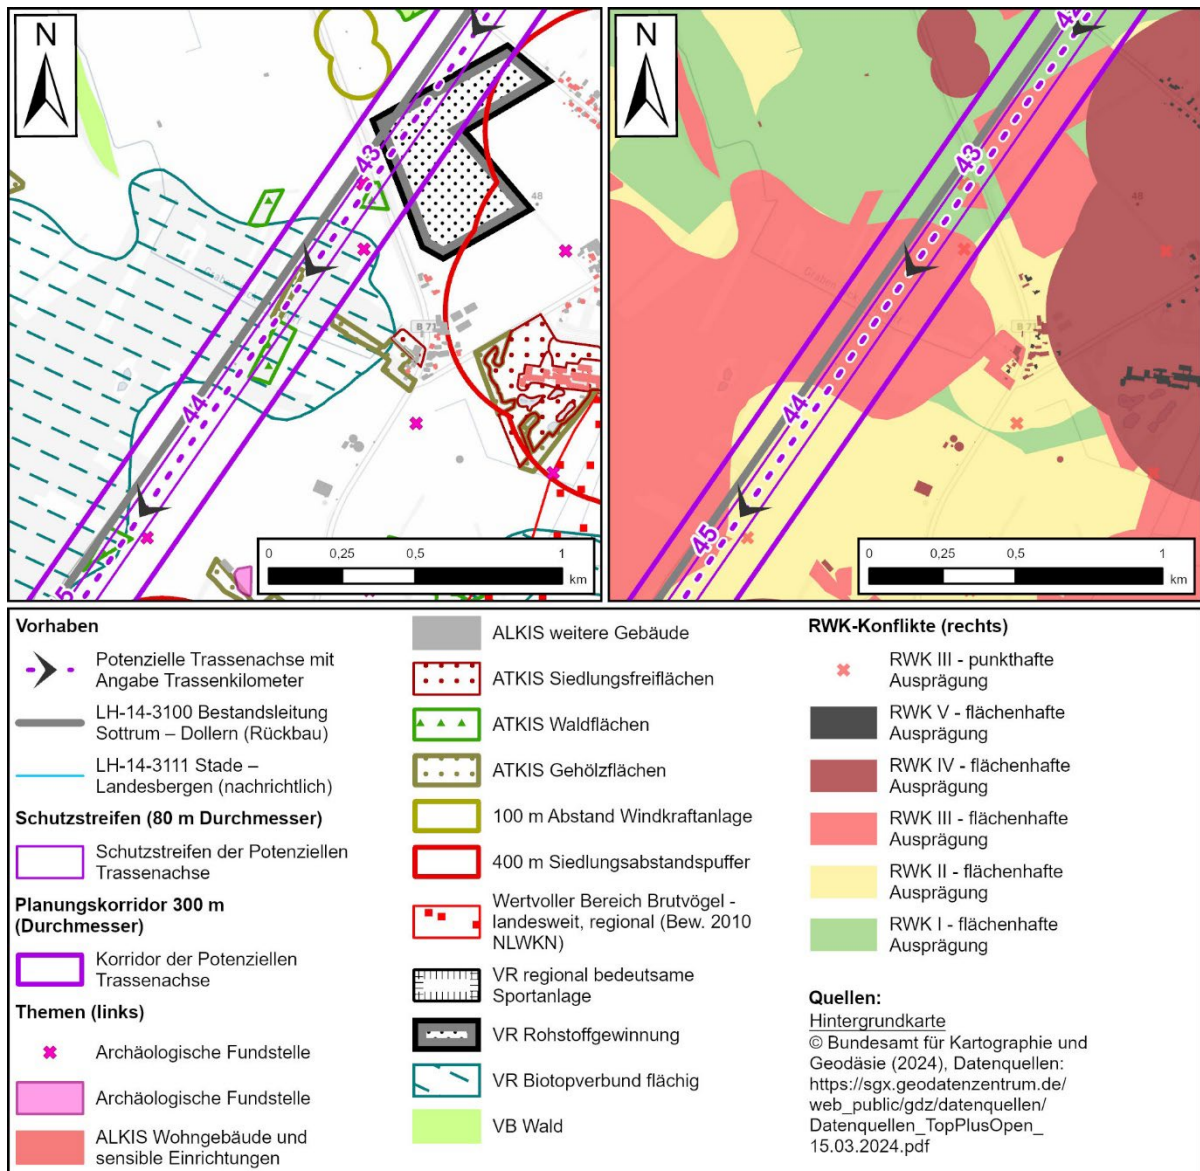 N
43
48
Graben
B 71
44
5
0
0,25
0,5
1
km
N
42
43
48
Graben
B 71
44
45
0
0,25
0,5
1
km
Vorhaben
Potenzielle Trassenachse mit
Angabe Trassenkilometer
LH-14-3100 Bestandsleitung
Sottrum – Dollern (Rückbau)
LH-14-3111 Stade –
Landesbergen (nachrichtlich)
Schutzstreifen (80 m Durchmesser)
Schutzstreifen der Potenziellen
Trassenachse
Planungskorridor 300 m
(Durchmesser)
Korridor der Potenziellen
Trassenachse
Themen (links)
Archäologische Fundstelle
Archäologische Fundstelle
ALKIS Wohngebäude und
sensible Einrichtungen
ALKIS weitere Gebäude
ATKIS Siedlungsfreiflächen
ATKIS Waldflächen
ATKIS Gehölzflächen
100 m Abstand Windkraftanlage
400 m Siedlungsabstandspuffer
Wertvoller Bereich Brutvögel -
landesweit, regional (Bew. 2010
NLWKN)
VR regional bedeutsame
Sportanlage
VR Rohstoffgewinnung
VR Biotopverbund flächig
VB Wald
RWK-Konflikte (rechts)
RWK III - punkthafte
Ausprägung
RWK V - flächenhafte
Ausprägung
RWK IV - flächenhafte
Ausprägung
RWK III - flächenhafte
Ausprägung
RWK II - flächenhafte
Ausprägung
RWK I - flächenhafte
Ausprägung
Quellen:
Hintergrundkarte
© Bundesamt für Kartographie und
Geodäsie (2024), Datenquellen:
https://sgx.geodatenzentrum.de/
web_public/gdz/datenquellen/
Datenquellen_TopPlusOpen_
15.03.2024.pdf